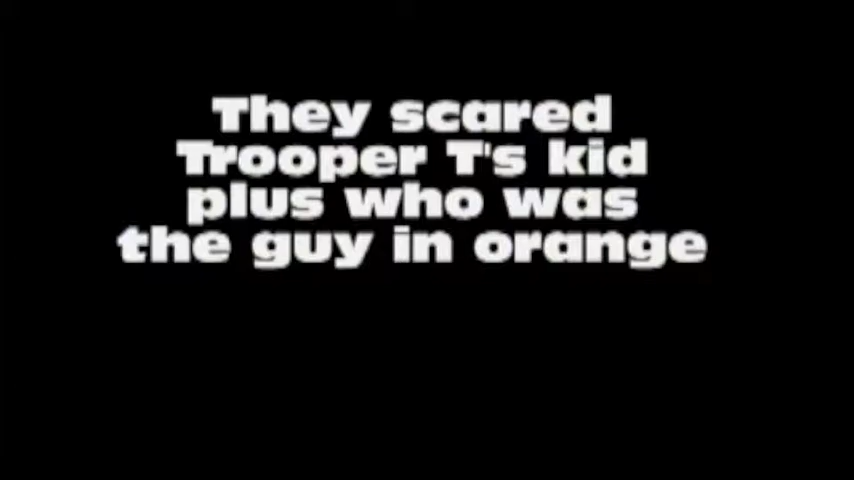 They scared
Trooper T's kid
plus who was
the guy in orange